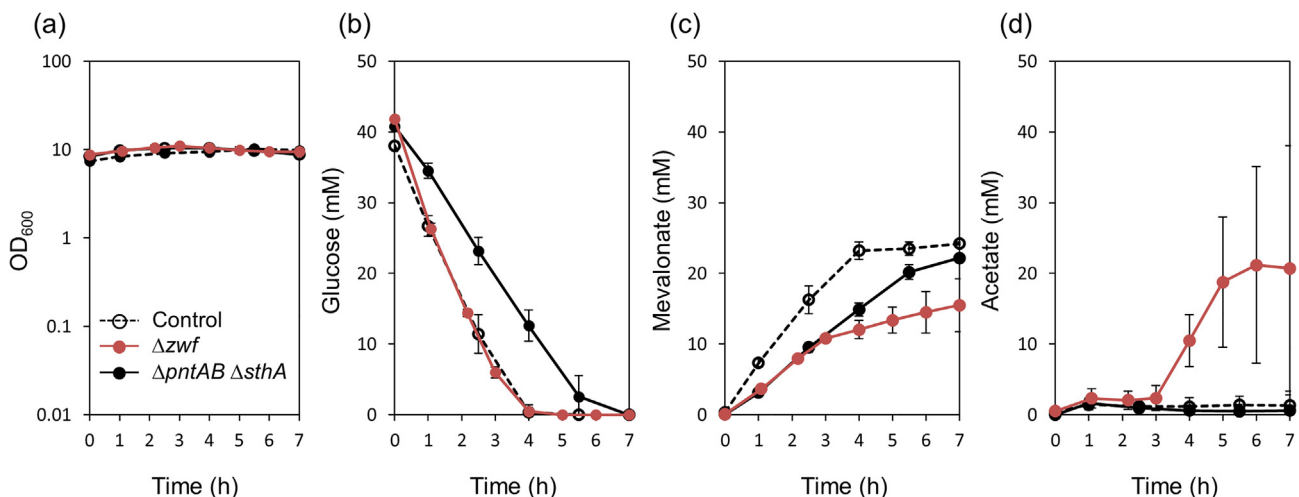 (a)
OD600
100
10
1
0.1
0.01
Control
Δzwf
ΔpntAB ΔsthA
0 1 2 3 4 5 6 7
Time (h)
(b)
Glucose (mM)
50
40
30
20
10
0
0 1 2 3 4 5 6 7
Time (h)
(c)
Mevalonate (mM)
50
40
30
20
10
0
0 1 2 3 4 5 6 7
Time (h)
(d)
Acetate (mM)
50
40
30
20
10
0
0 1 2 3 4 5 6 7
Time (h)